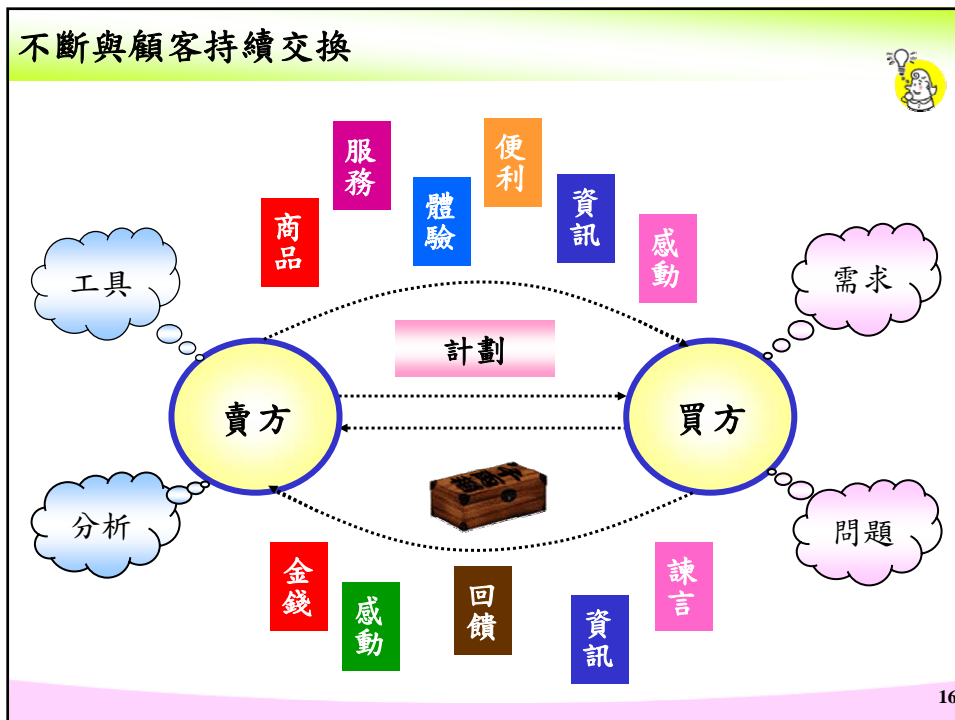 不斷與顧客持續交換
服務
便利
體驗
資訊
商品
感動
工具
需求
計劃
賣方
買方
分析
問題
金錢
感動
回饋
資訊
諫言
16